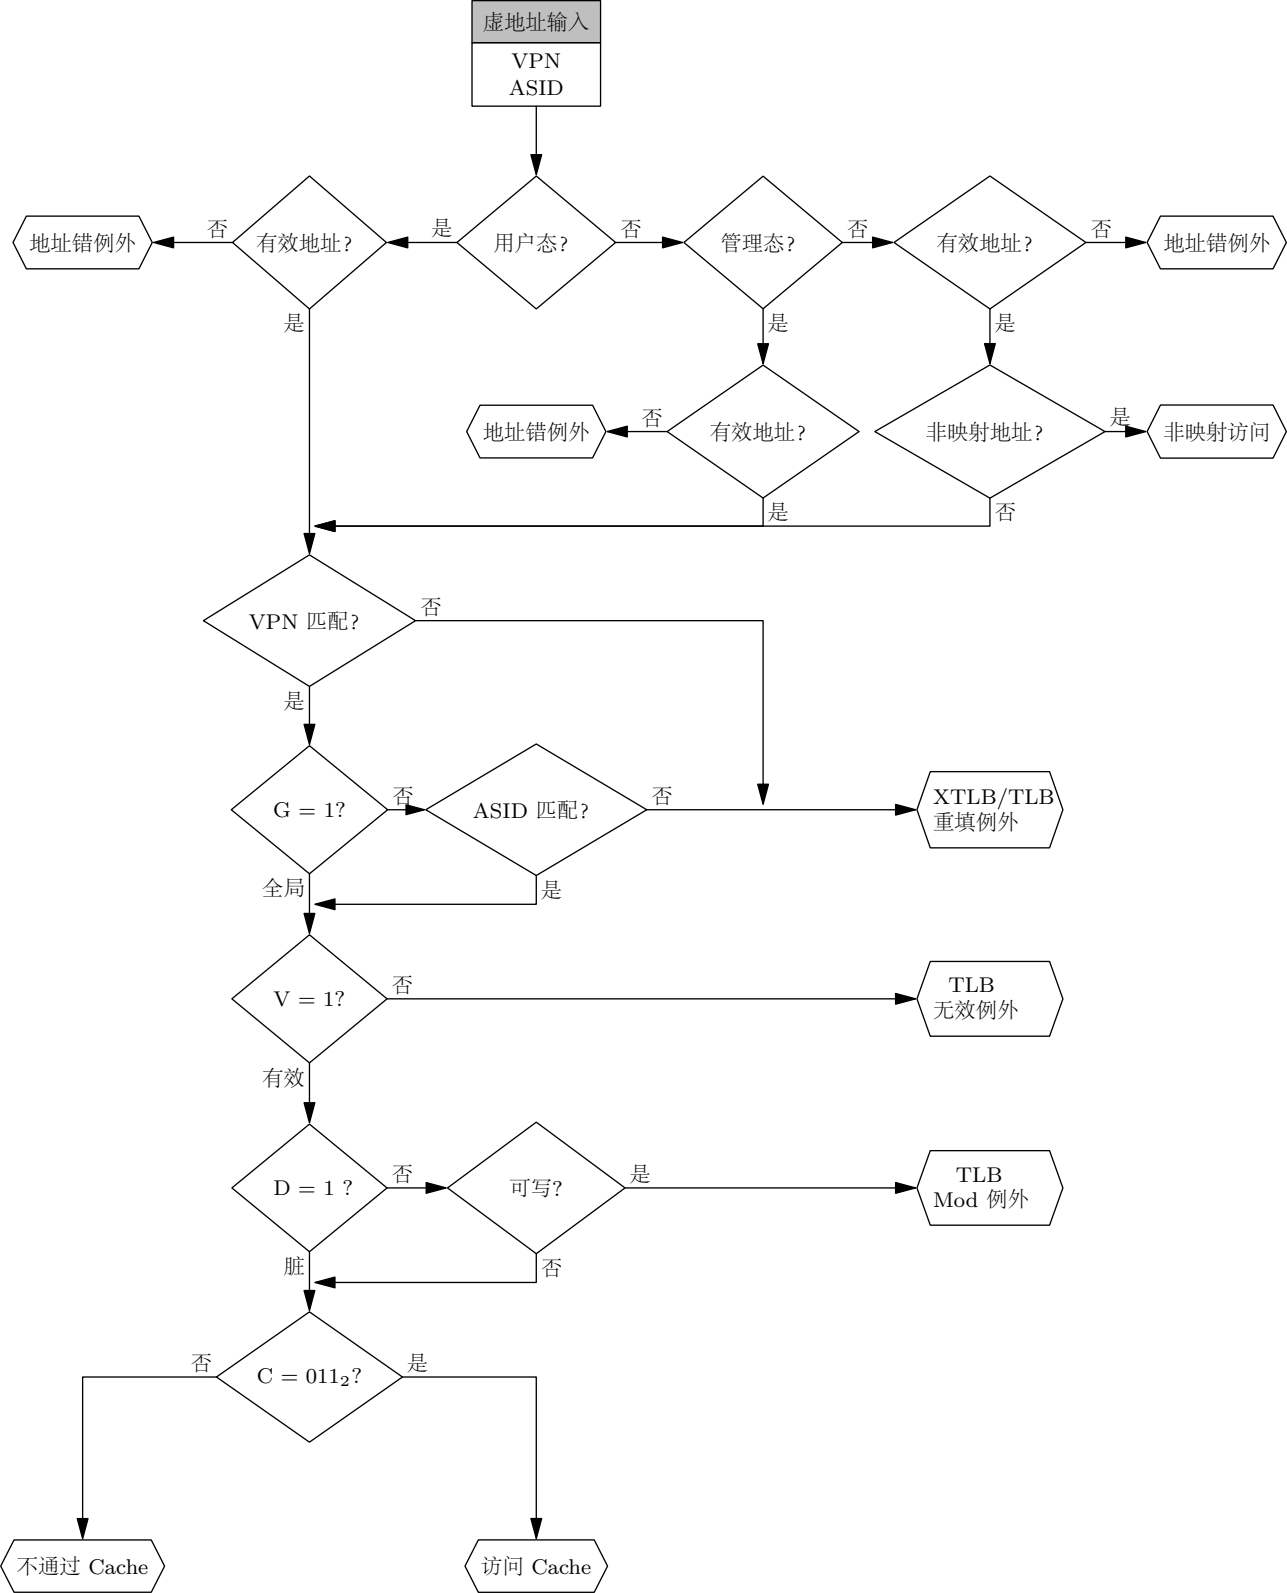 虚地址输入
VPN
ASID
否
是
否
否
否
地址错例外
有效地址?
用户态?
管理态?
有效地址?
地址错例外
是
是
是
否
是
地址错例外
有效地址?
非映射地址?
非映射访问
是
否
否
VPN 匹配?
是
否
否
G = 1?
ASID 匹配?
XTLB/TLB
重填例外
全局
是
否
V = 1?
TLB
无效例外
有效
否
是
D = 1 ?
可写?
TLB
Mod 例外
脏
否
否
是
C = 011₂?
不通过 Cache
访问 Cache